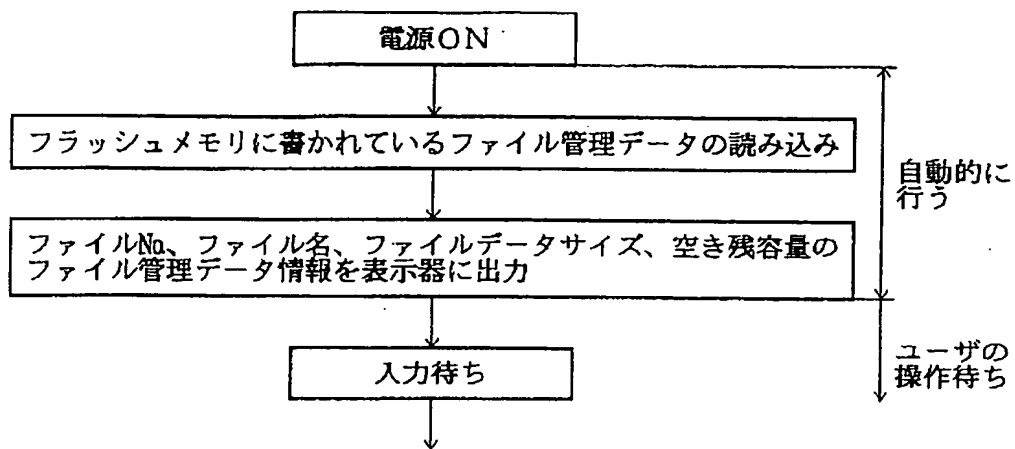 電源ON
フラッシュメモリに書かれているファイル管理データの読み込み
自動的に
行う
ファイルNo、ファイル名、ファイルデータサイズ、空き残容量の
ファイル管理データ情報を表示器に出力
入力待ち
ユーザの
操作待ち